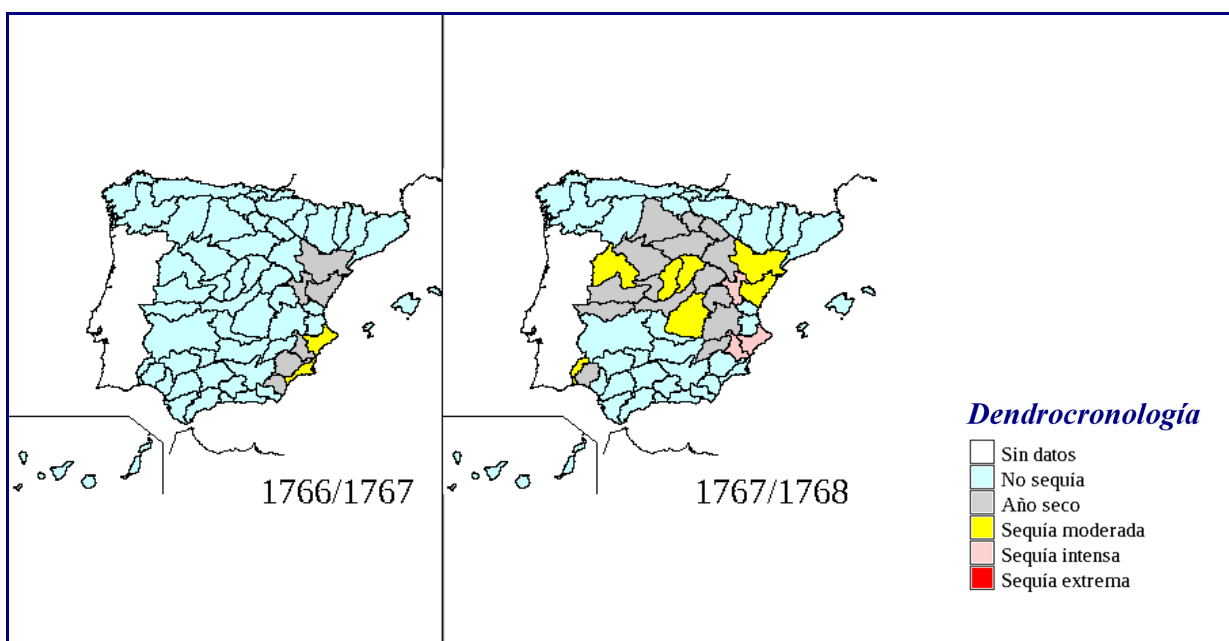 1766/1767
1767/1768
Dendrocronología
Sin datos
No sequía
Año seco
Sequía moderada
Sequía intensa
Sequía extrema